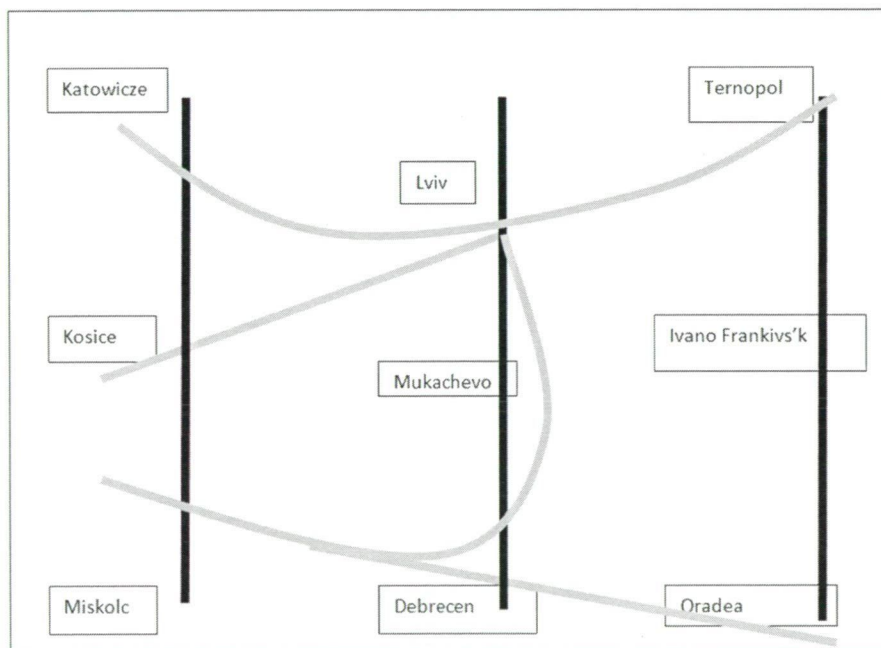 Katowicze
Ternopol
Lviv
Kosice
Ivano Frankivs'k
Mukachevo
Miskolc
Debrecen
Oradea